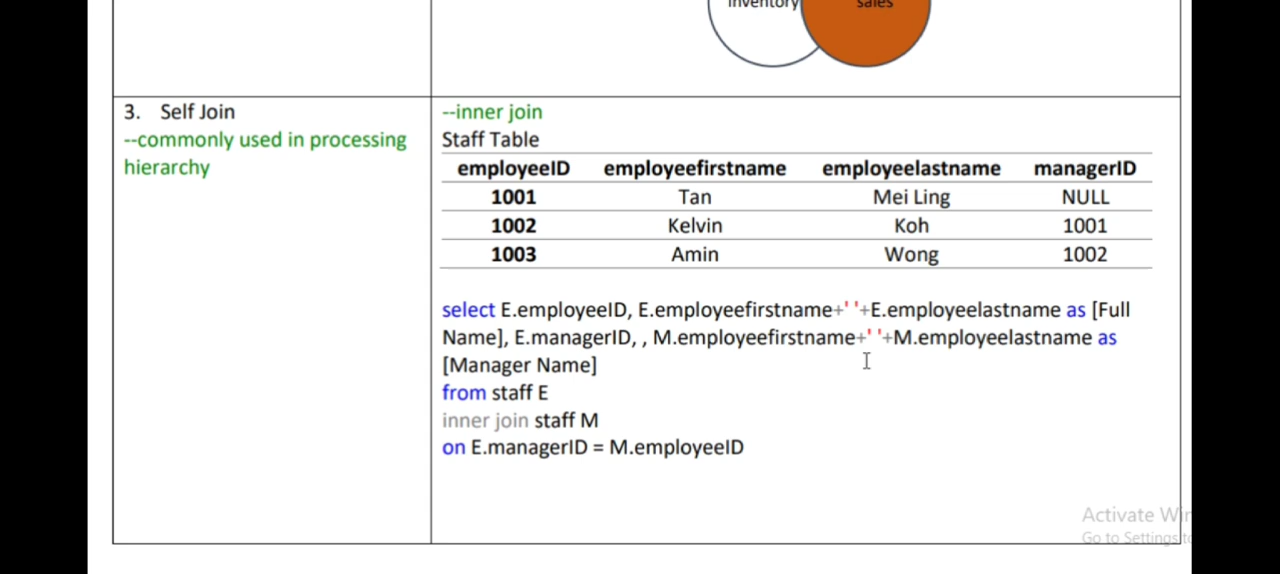 inventory sales
3. Self Join
--commonly used in processing
hierarchy
--inner join
Staff Table
employeeID employeefirstname employeelastname managerID
1001 Tan Mei Ling NULL
1002 Kelvin Koh 1001
1003 Amin Wong 1002
select E.employeeID, E.employeefirstname+' '+E.employeelastname as [Full
Name], E.managerID, , M.employeefirstname+' '+M.employeelastname as
[Manager Name]
from staff E
inner join staff M
on E.managerID = M.employeeID
Activate Win
Go to Settings to